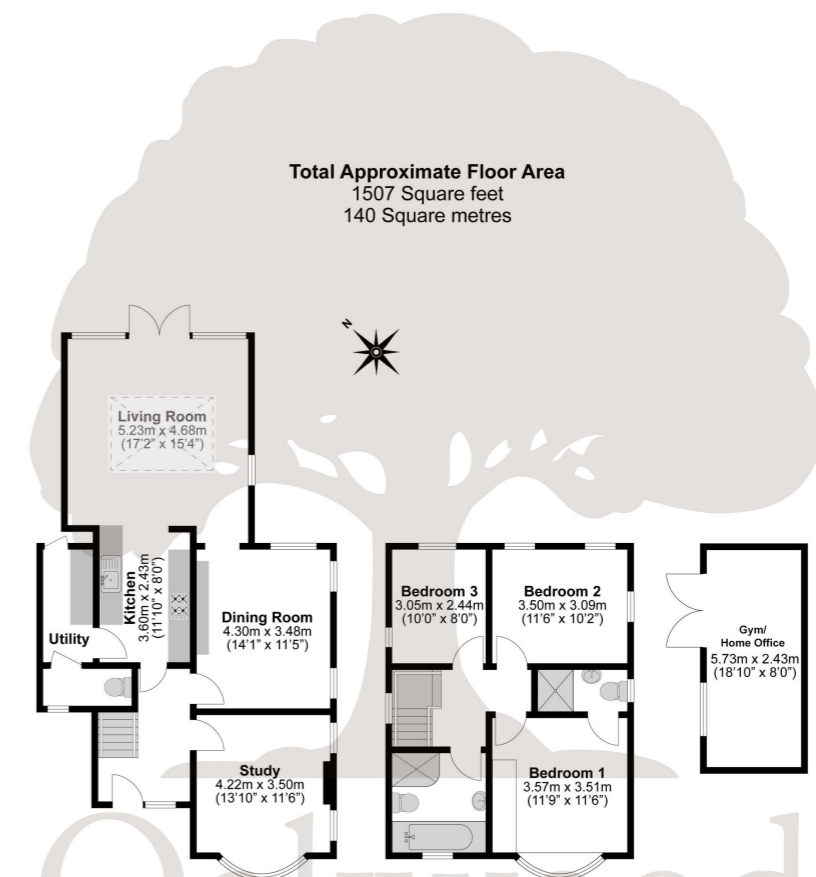 Total Approximate Floor Area
1507 Square feet
140 Square metres
N
Living Room
5.23m x 4.68m
(17'2" x 15'4")
Kitchen
3.60m x 2.43m
(11'10" x 8'0")
Utility
Dining Room
4.30m x 3.48m
(14'1" x 11'5")
Study
4.22m x 3.50m
(13'10" x 11'6")
Bedroom 3
3.05m x 2.44m
(10'0" x 8'0")
Bedroom 2
3.50m x 3.09m
(11'6" x 10'2")
Bedroom 1
3.57m x 3.51m
(11'9" x 11'6")
Gym/
Home Office
5.73m x 2.43m
(18'10" x 8'0")